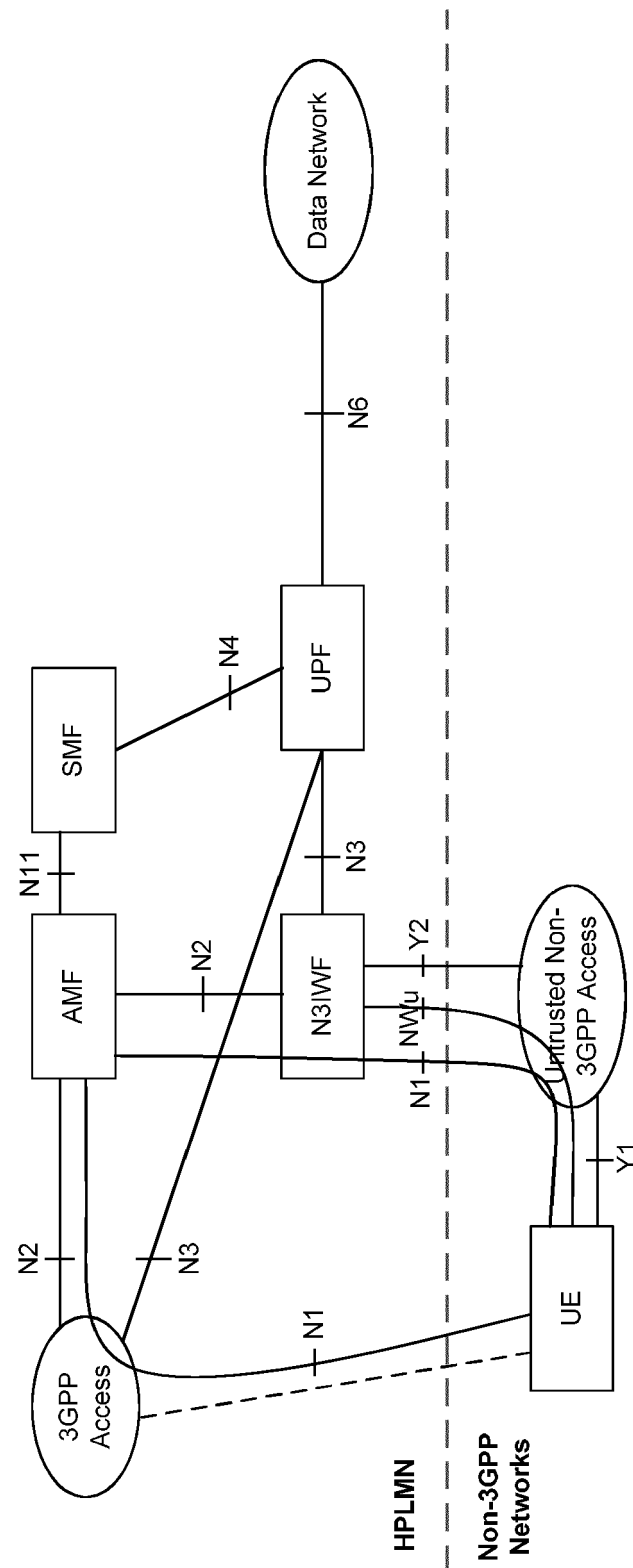 3GPP
Access
N2
AMF
N11
SMF
N3
N2
N4
N1
N3IWF
N3
UPF
N6
Data Network
HPLMN
N1
NWu
Y2
Non-3GPP
Networks
UE
Y1
Untrusted Non-
3GPP Access